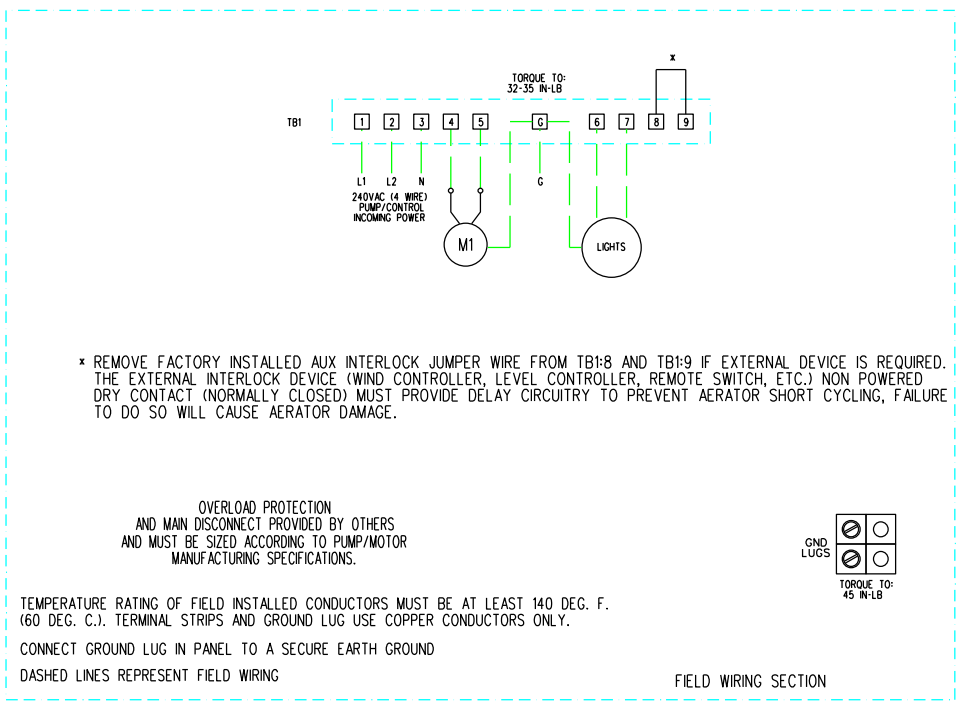 *
TORQUE TO:
32-35 IN-LB
TB1
1 2 3 4 5 G 6 7 8 9
L1 L2 N G
240VAC (4 WIRE)
PUMP/CONTROL
INCOMING POWER
M1
LIGHTS
* REMOVE FACTORY INSTALLED AUX INTERLOCK JUMPER WIRE FROM TB1:8 AND TB1:9 IF EXTERNAL DEVICE IS REQUIRED.
THE EXTERNAL INTERLOCK DEVICE (WIND CONTROLLER, LEVEL CONTROLLER, REMOTE SWITCH, ETC.) NON POWERED
DRY CONTACT (NORMALLY CLOSED) MUST PROVIDE DELAY CIRCUITRY TO PREVENT AERATOR SHORT CYCLING, FAILURE
TO DO SO WILL CAUSE AERATOR DAMAGE.
OVERLOAD PROTECTION
AND MAIN DISCONNECT PROVIDED BY OTHERS
AND MUST BE SIZED ACCORDING TO PUMP/MOTOR
MANUFACTURING SPECIFICATIONS.
GND
LUGS
TORQUE TO:
45 IN-LB
TEMPERATURE RATING OF FIELD INSTALLED CONDUCTORS MUST BE AT LEAST 140 DEG. F.
(60 DEG. C.). TERMINAL STRIPS AND GROUND LUG USE COPPER CONDUCTORS ONLY.
CONNECT GROUND LUG IN PANEL TO A SECURE EARTH GROUND
DASHED LINES REPRESENT FIELD WIRING
FIELD WIRING SECTION